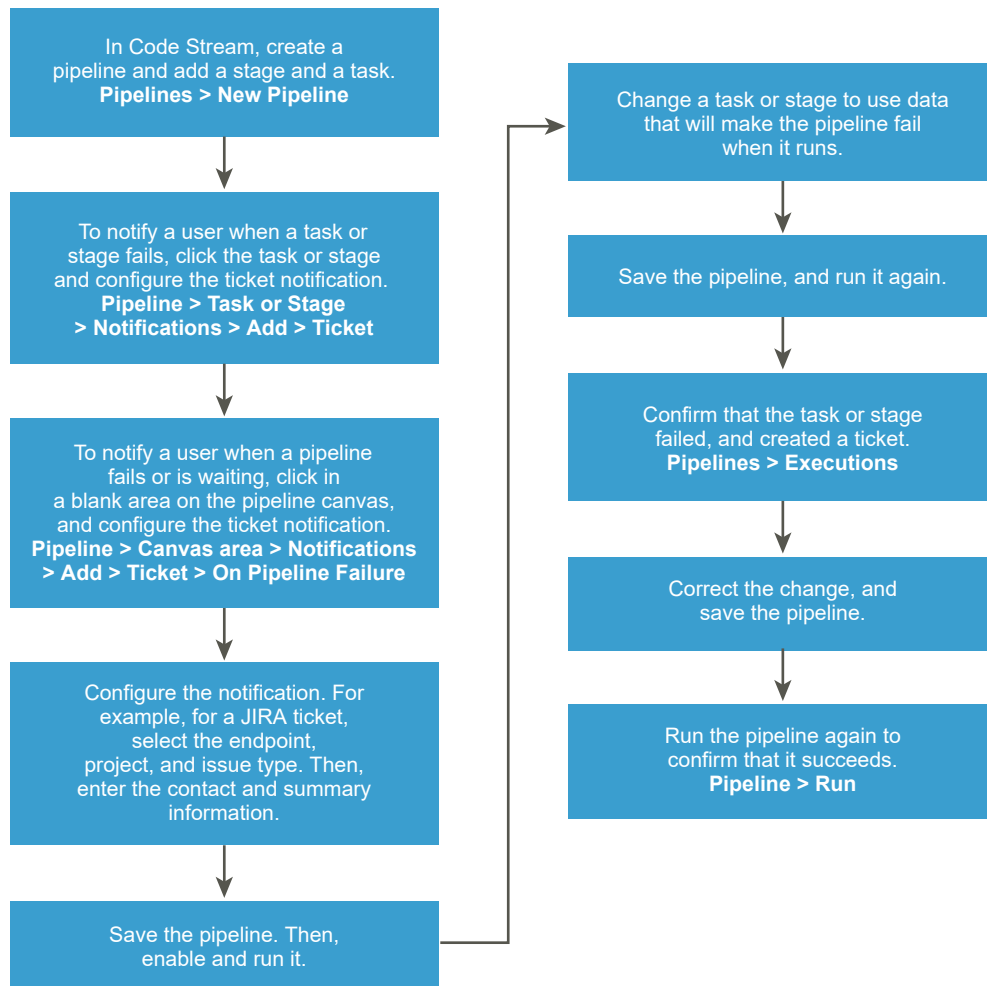 In Code Stream, create a
pipeline and add a stage and a task.
Pipelines > New Pipeline
To notify a user when a task or
stage fails, click the task or stage
and configure the ticket notification.
Pipeline > Task or Stage
> Notifications > Add > Ticket
To notify a user when a pipeline
fails or is waiting, click in
a blank area on the pipeline canvas,
and configure the ticket notification.
Pipeline > Canvas area > Notifications
> Add > Ticket > On Pipeline Failure
Configure the notification. For
example, for a JIRA ticket,
select the endpoint,
project, and issue type. Then,
enter the contact and summary
information.
Save the pipeline. Then,
enable and run it.
Change a task or stage to use data
that will make the pipeline fail
when it runs.
Save the pipeline, and run it again.
Confirm that the task or stage
failed, and created a ticket.
Pipelines > Executions
Correct the change, and
save the pipeline.
Run the pipeline again to
confirm that it succeeds.
Pipeline > Run